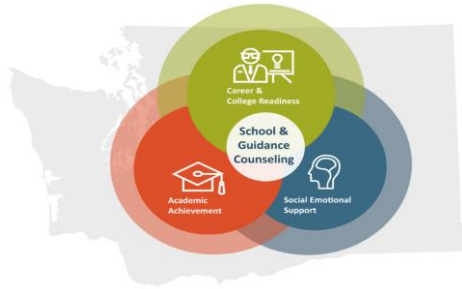 Career &
College Readiness
School &
Guidance
Counseling
Academic
Achievement
Social Emotional
Support